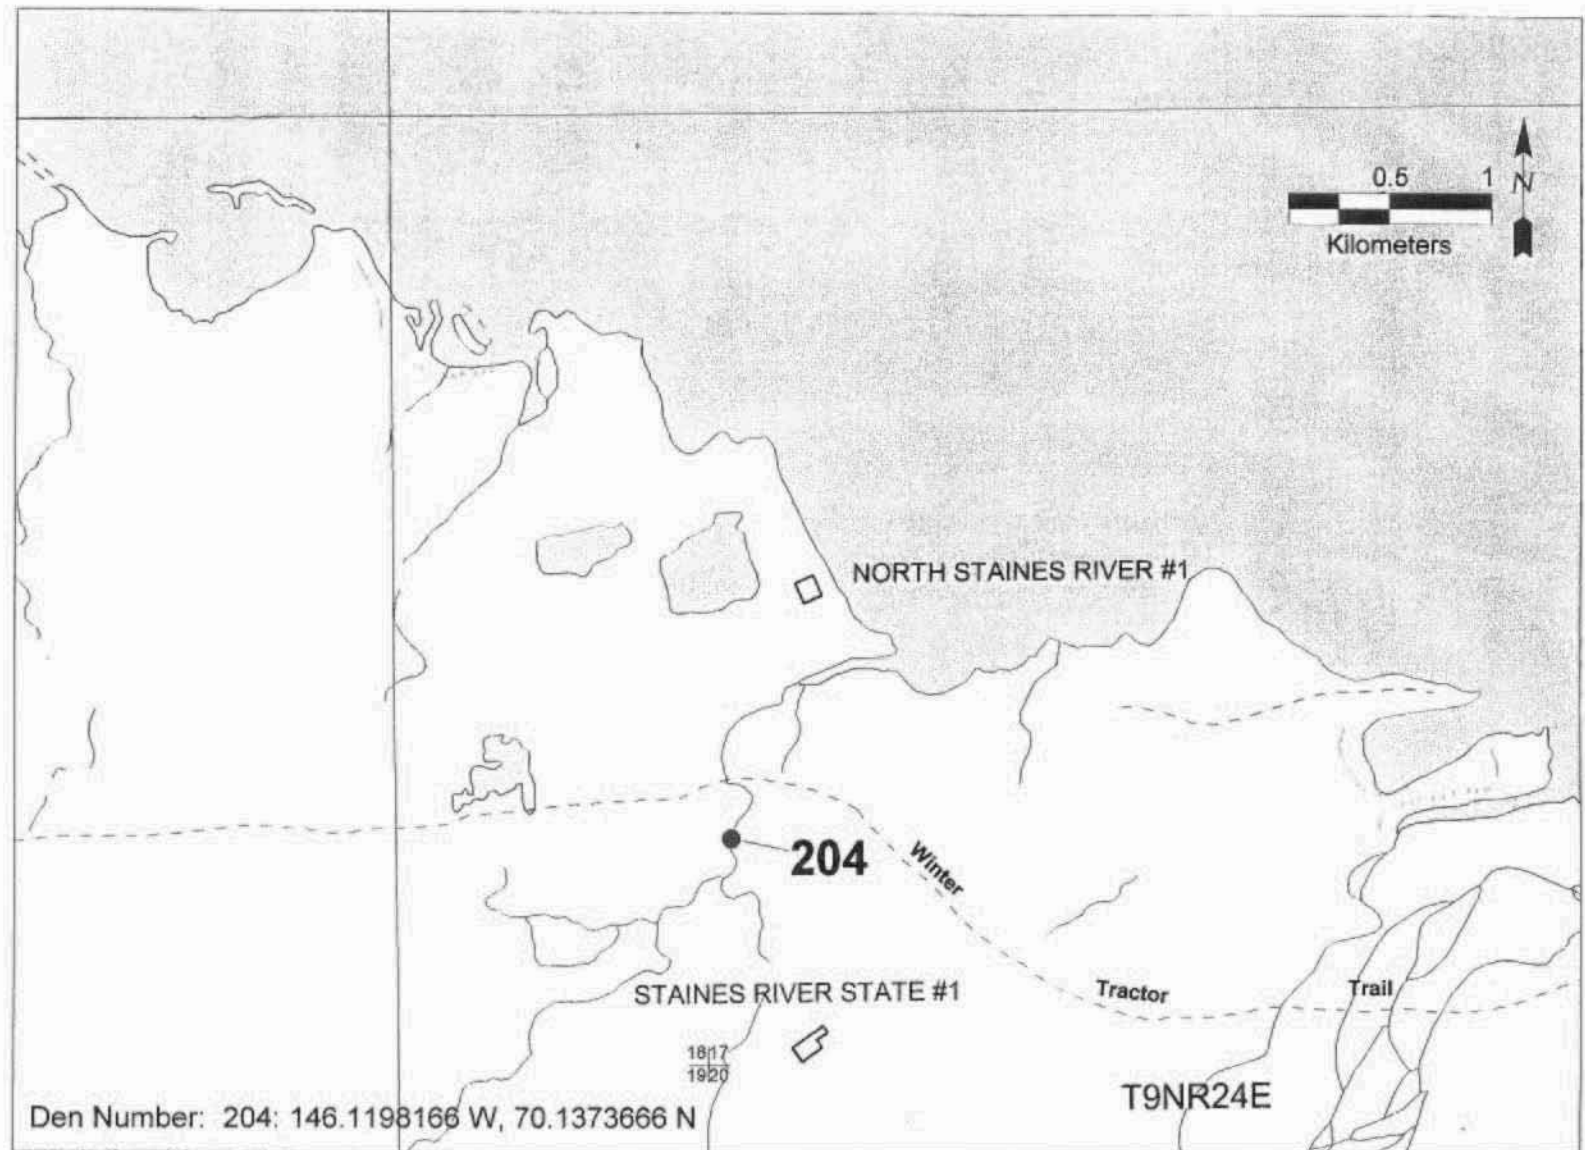 0.5 1
N
Kilometers
NORTH STAINES RIVER #1
204
Winter
STAINES RIVER STATE #1
Tractor
Trail
18 17
19 20
T9NR24E
Den Number: 204: 146.1198166 W, 70.1373666 N